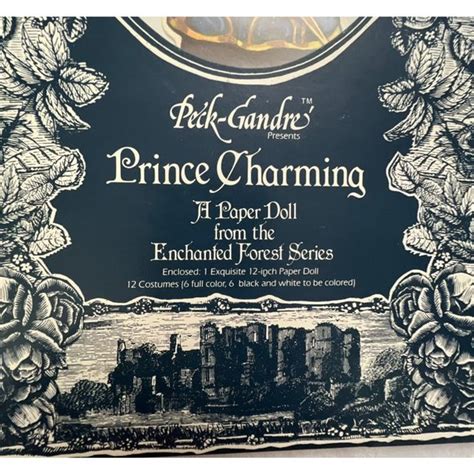 Peck-Gandré™
Presents
Prince Charming
A Paper Doll
from the
Enchanted Forest Series
Enclosed: 1 Exquisite 12-inch Paper Doll
12 Costumes (6 full color, 6 black and white to be colored)